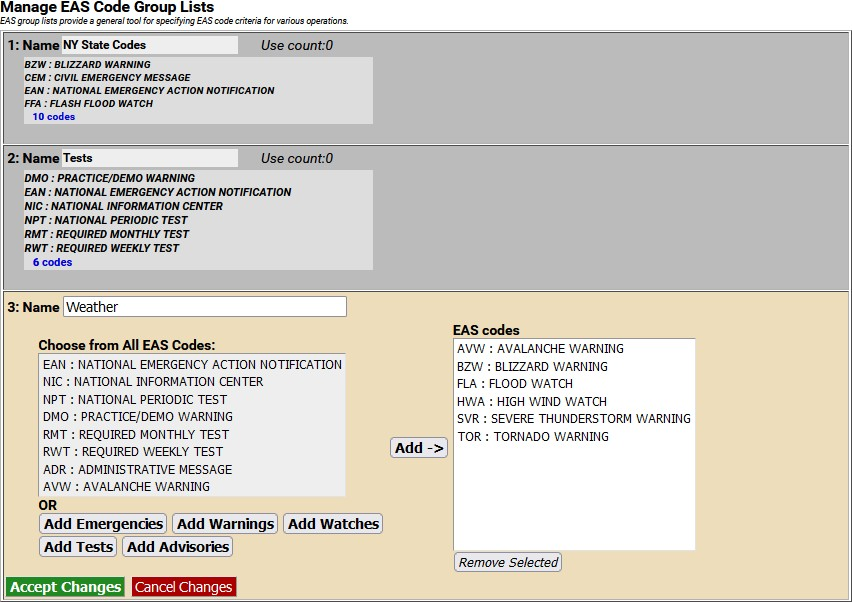 Manage EAS Code Group Lists
EAS group lists provide a general tool for specifying EAS code criteria for various operations.
1: Name NY State Codes Use count:0
BZW : BLIZZARD WARNING
CEM : CIVIL EMERGENCY MESSAGE
EAN : NATIONAL EMERGENCY ACTION NOTIFICATION
FFA : FLASH FLOOD WATCH
10 codes
2: Name Tests Use count:0
DMO : PRACTICE/DEMO WARNING
EAN : NATIONAL EMERGENCY ACTION NOTIFICATION
NIC : NATIONAL INFORMATION CENTER
NPT : NATIONAL PERIODIC TEST
RMT : REQUIRED MONTHLY TEST
RWT : REQUIRED WEEKLY TEST
6 codes
3: Name Weather
Choose from All EAS Codes:
EAN : NATIONAL EMERGENCY ACTION NOTIFICATION
NIC : NATIONAL INFORMATION CENTER
NPT : NATIONAL PERIODIC TEST
DMO : PRACTICE/DEMO WARNING
RMT : REQUIRED MONTHLY TEST
RWT : REQUIRED WEEKLY TEST
ADR : ADMINISTRATIVE MESSAGE
AVW : AVALANCHE WARNING
OR
Add Emergencies Add Warnings Add Watches
Add Tests Add Advisories
Add ->
EAS codes
AVW : AVALANCHE WARNING
BZW : BLIZZARD WARNING
FLA : FLOOD WATCH
HWA : HIGH WIND WATCH
SVR : SEVERE THUNDERSTORM WARNING
TOR : TORNADO WARNING
Remove Selected
Accept Changes Cancel Changes